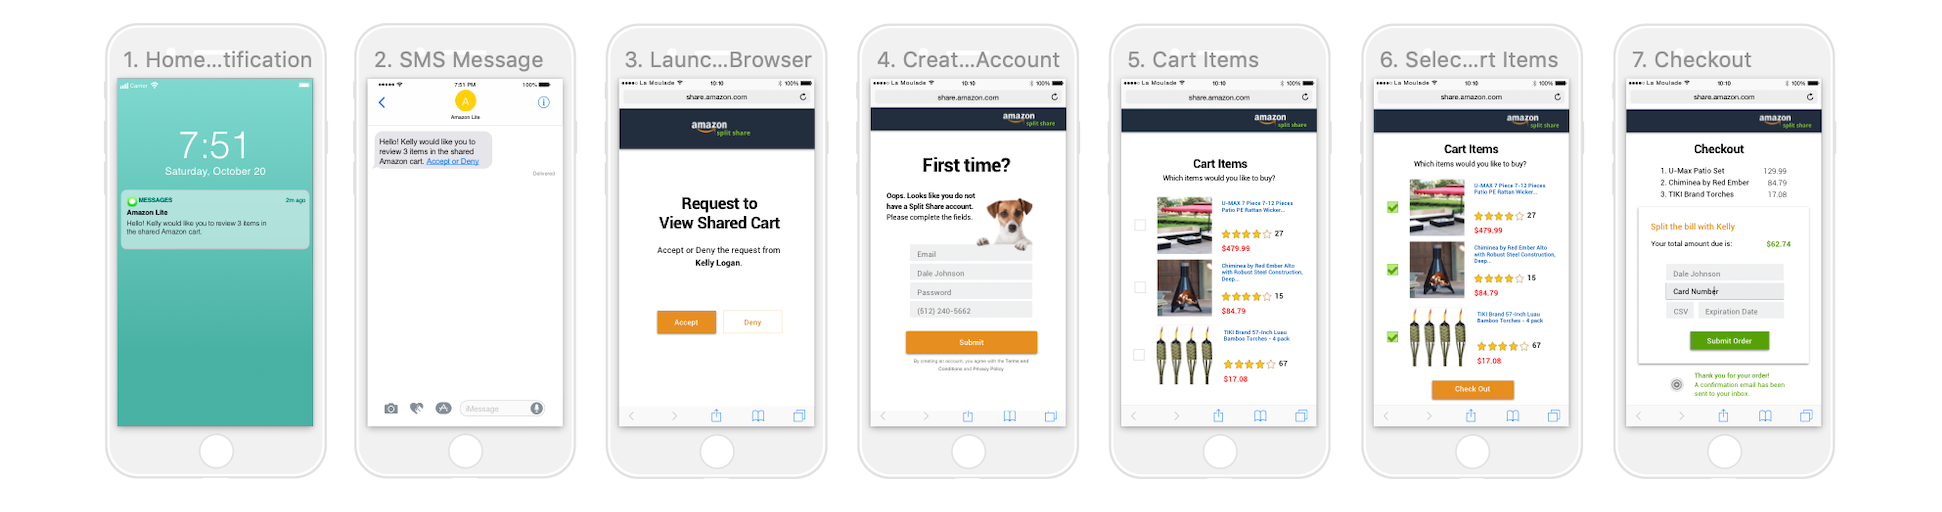 1. Home...tification
Carrier
7:51
Saturday, October 20
MESSAGES 2m ago
Amazon Lite
Hello! Kelly would like you to review 3 items in
the shared Amazon cart.
2. SMS Message
7:51 PM 100%
A
Amazon Lite
Hello! Kelly would like you to
review 3 items in the shared
Amazon cart. Accept or Deny
Delivered
iMessage
3. Launc...Browser
La Moulade 10:10 100%
share.amazon.com
amazon
split share
Request to
View Shared Cart
Accept or Deny the request from
Kelly Logan.
Accept Deny
4. Creat...Account
La Moulade 10:10 100%
share.amazon.com
amazon
split share
First time?
Oops. Looks like you do not
have a Split Share account.
Please complete the fields.
Email
Dale Johnson
Password
(512) 240-5662
Submit
By creating an account, you agree with the Terms and
Conditions and Privacy Policy
5. Cart Items
La Moulade 10:10 100%
share.amazon.com
amazon
split share
Cart Items
Which items would you like to buy?
U-MAX 7 Piece 7-12 Pieces
Patio PE Rattan Wicker...
27
$479.99
Chiminea by Red Ember Alto
with Robust Steel Construction,
Deep...
15
$84.79
TIKI Brand 57-Inch Luau
Bamboo Torches - 4 pack
67
$17.08
6. Selec...rt Items
La Moulade 10:10 100%
share.amazon.com
amazon
split share
Cart Items
Which items would you like to buy?
U-MAX 7 Piece 7-12 Pieces
Patio PE Rattan Wicker...
27
$479.99
Chiminea by Red Ember Alto
with Robust Steel Construction,
Deep...
15
$84.79
TIKI Brand 57-Inch Luau
Bamboo Torches - 4 pack
67
$17.08
Check Out
7. Checkout
La Moulade 10:10 100%
share.amazon.com
amazon
split share
Checkout
1. U-Max Patio Set 129.99
2. Chiminea by Red Ember 84.79
3. TIKI Brand Torches 17.08
Split the bill with Kelly
Your total amount due is: $62.74
Dale Johnson
Card Number
CSV Expiration Date
Submit Order
Thank you for your order!
A confirmation email has been
sent to your inbox.